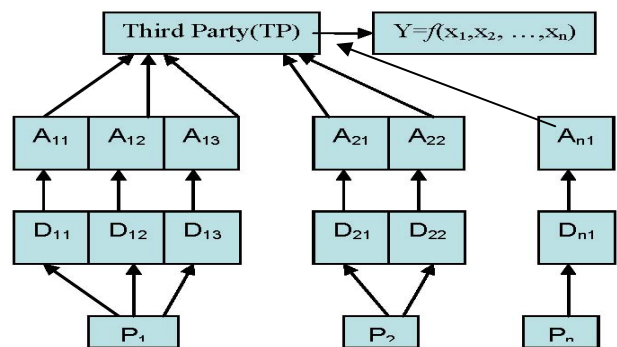 Third Party(TP) Y=f(x₁,x₂, …,xₙ)
A₁₁ A₁₂ A₁₃ A₂₁ A₂₂ Aₙ₁
D₁₁ D₁₂ D₁₃ D₂₁ D₂₂ Dₙ₁
P₁ P₂ Pₙ